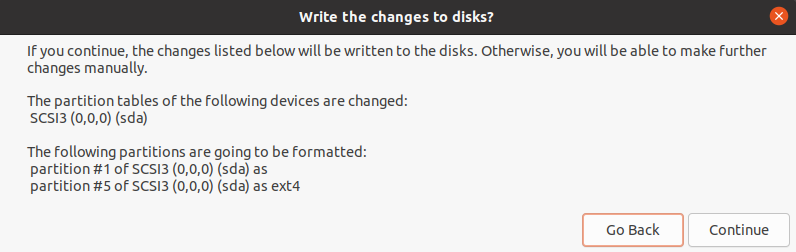 Write the changes to disks?
If you continue, the changes listed below will be written to the disks. Otherwise, you will be able to make further
changes manually.
The partition tables of the following devices are changed:
SCSI3 (0,0,0) (sda)
The following partitions are going to be formatted:
partition #1 of SCSI3 (0,0,0) (sda) as
partition #5 of SCSI3 (0,0,0) (sda) as ext4
Go Back
Continue